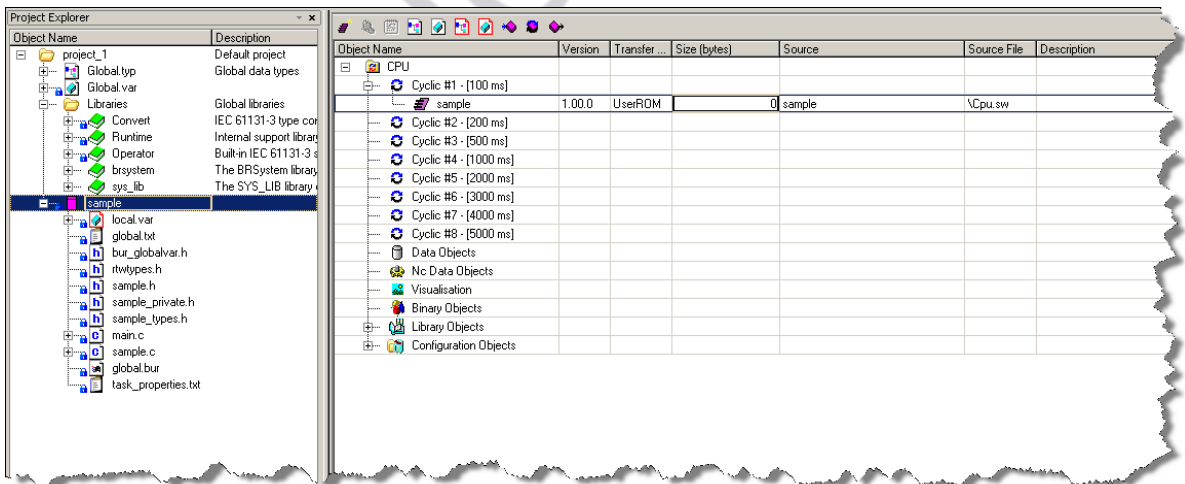 Project Explorer
Object Name Description
project_1 Default project
Global.typ Global data types
Global.var
Libraries Global libraries
Convert IEC 61131-3 type con
Runtime Internal support librar
Operator Built-in IEC 61131-3 s
brsystem The BRSystem library
sys_lib The SYS_LIB library
sample
local.var
global.txt
bur_globalvar.h
rtwtypes.h
sample.h
sample_private.h
sample_types.h
main.c
sample.c
global.bur
task_properties.txt
Object Name Version Transfer ... Size (bytes) Source Source File Description
CPU
Cyclic #1 - [100 ms]
sample 1.00.0 UserROM 0 sample \Cpu.sw
Cyclic #2 - [200 ms]
Cyclic #3 - [500 ms]
Cyclic #4 - [1000 ms]
Cyclic #5 - [2000 ms]
Cyclic #6 - [3000 ms]
Cyclic #7 - [4000 ms]
Cyclic #8 - [5000 ms]
Data Objects
Nc Data Objects
Visualisation
Binary Objects
Library Objects
Configuration Objects